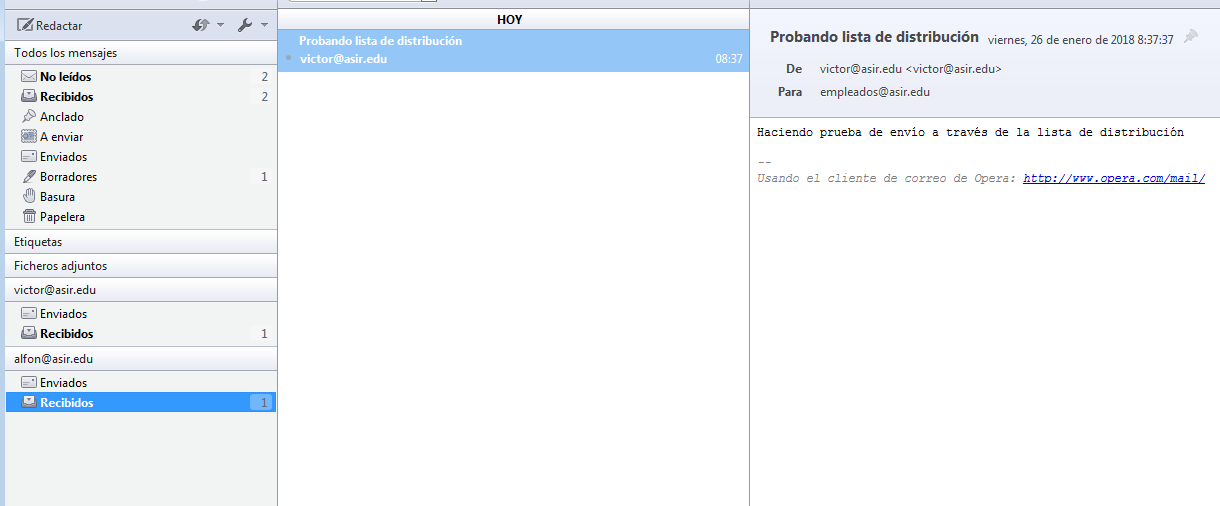 Redactar
Todos los mensajes
No leídos 2
Recibidos 2
Anclado
A enviar
Enviados
Borradores 1
Basura
Papelera
Etiquetas
Ficheros adjuntos
victor@asir.edu
Enviados
Recibidos 1
alfon@asir.edu
Enviados
Recibidos 1
HOY
Probando lista de distribución
victor@asir.edu 08:37
Probando lista de distribución viernes, 26 de enero de 2018 8:37:37
De victor@asir.edu <victor@asir.edu>
Para empleados@asir.edu
Haciendo prueba de envío a través de la lista de distribución
--
Usando el cliente de correo de Opera: http://www.opera.com/mail/